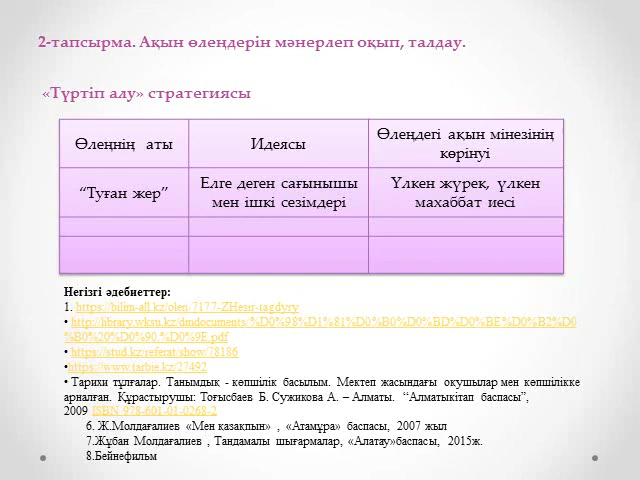 2-тапсырма. Ақын өлеңдерін мәнерлеп оқып, талдау.
«Түртіп алу» стратегиясы
Өлеңнің аты
Идеясы
Өлеңдегі ақын мінезінің
көрінуі
“Туған жер”
Елге деген сағынышы
мен ішкі сезімдері
Үлкен жүрек, үлкен
махаббат иесі
Негізгі әдебиеттер:
1. https://bilim-all.kz/olen/7177-ZHesir-tagdyry
• http://library.wksu.kz/dmdocuments/%D0%98%D1%81%D0%B0%D0%BD%D0%BE%D0%B2%D0
%B0%20%D0%90.%D0%9E.pdf
• https://stud.kz/referat/show/78186
•https://www.tarbie.kz/27492
• Тарихи тұлғалар. Танымдық - көпшілік басылым. Мектеп жасындағы оқушылар мен көпшілікке
арналған. Құрастырушы: Тоғысбаев Б. Сужикова А. – Алматы. “Алматыкітап баспасы”,
2009 ISBN 978-601-01-0268-2
6. Ж.Молдағалиев «Мен қазақпын» , «Атамұра» баспасы, 2007 жыл
7.Жұбан Молдағалиев , Таңдамалы шығармалар, «Алатау»баспасы, 2015ж.
8.Бейнефильм